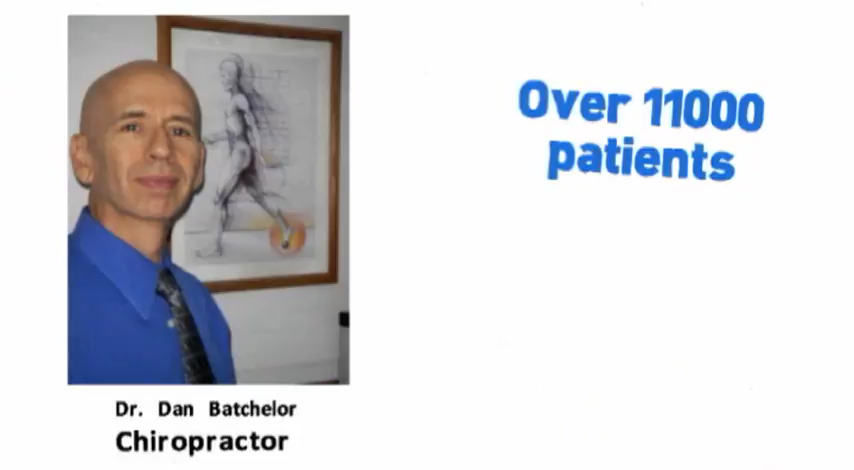 Over 11000
patients
Dr. Dan Batchelor
Chiropractor